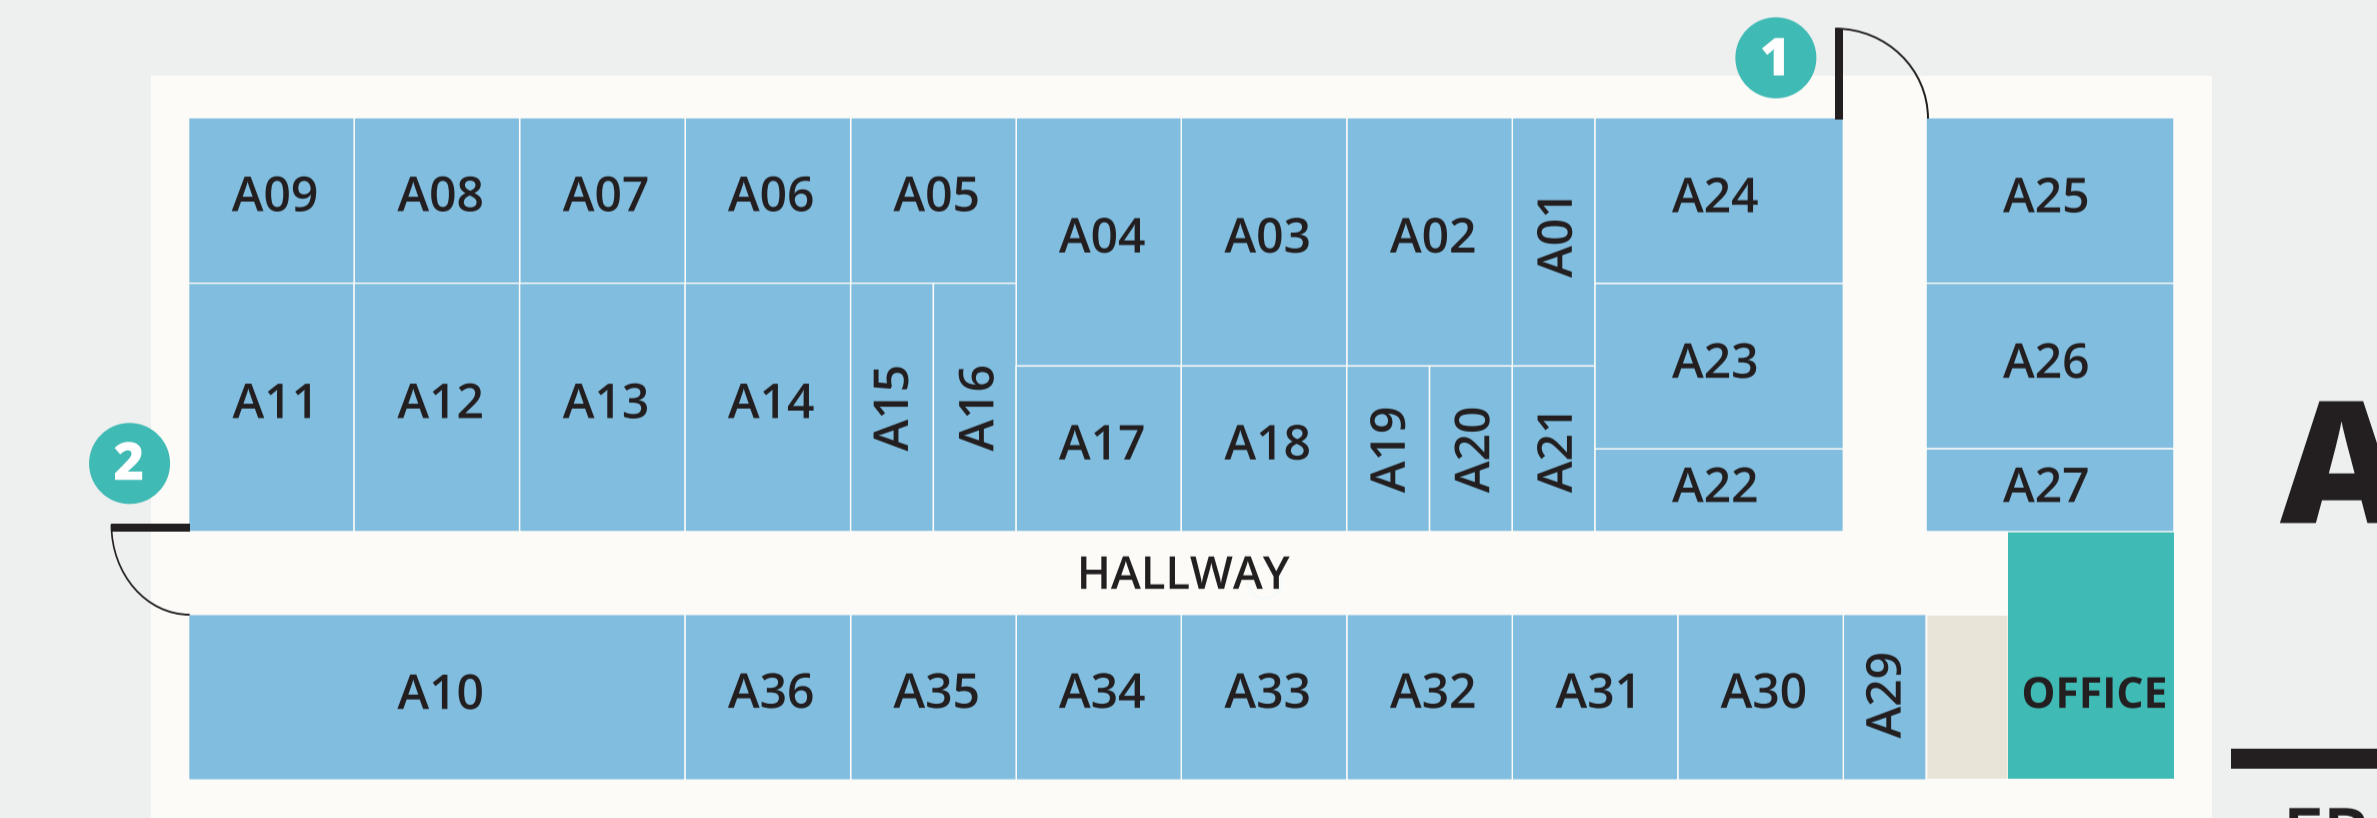 1
A09 A08 A07 A06 A05 A04 A03 A02 A01 A24 A25
A11 A12 A13 A14 A15 A16 A17 A18 A19 A20 A21 A23 A26
A22 A27
2
A
HALLWAY
A10 A36 A35 A34 A33 A32 A31 A30 A29 OFFICE